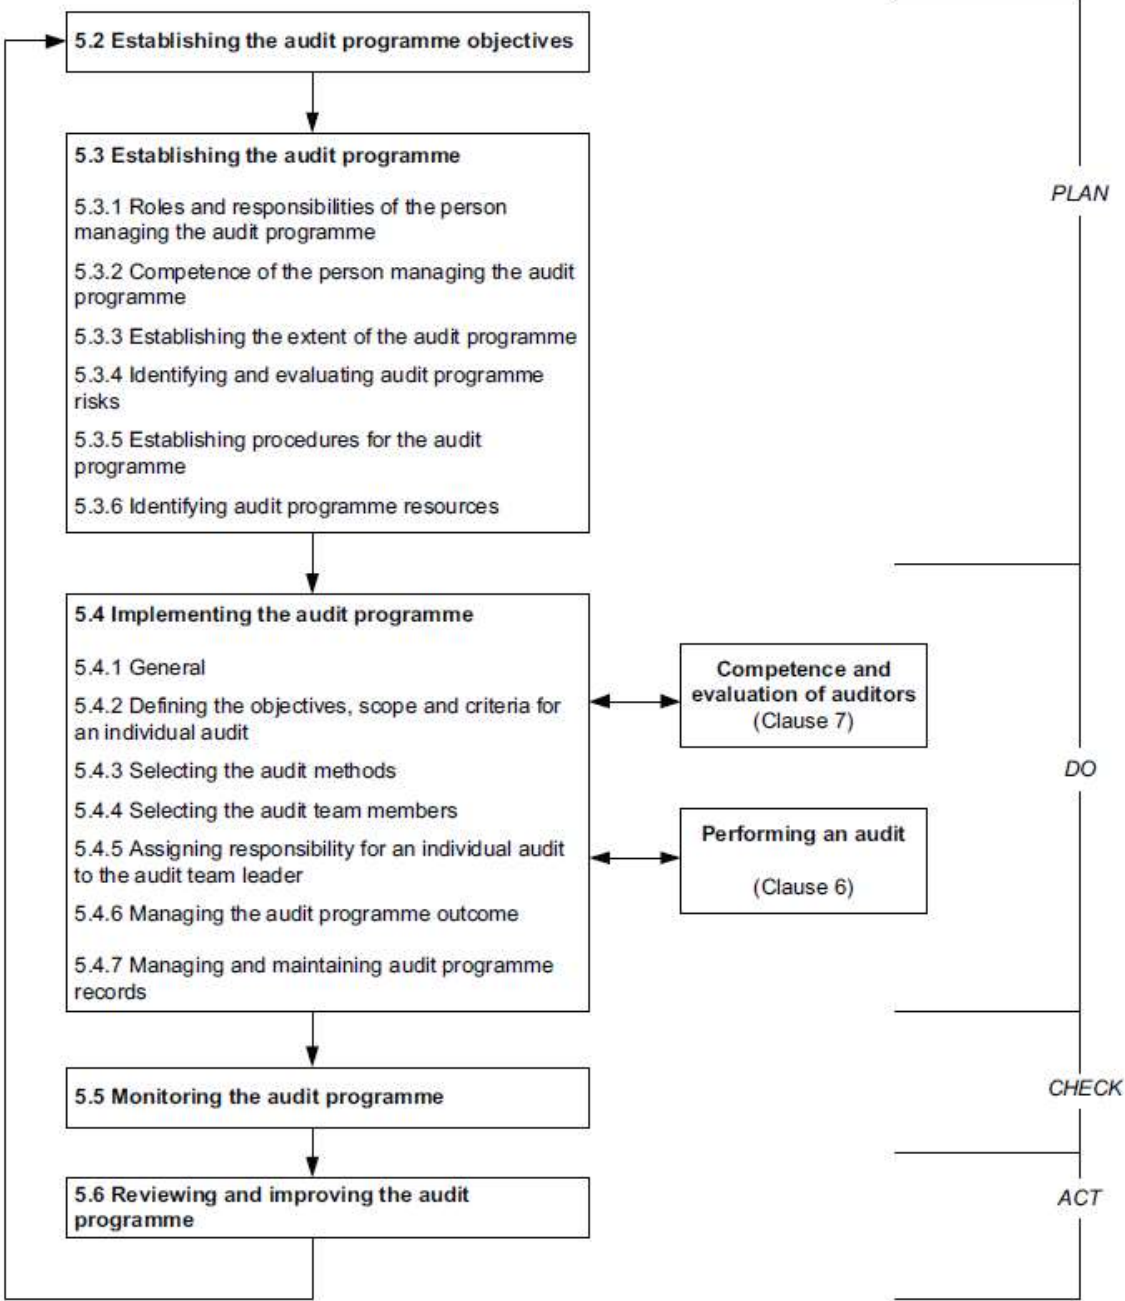 5.2 Establishing the audit programme objectives
5.3 Establishing the audit programme
5.3.1 Roles and responsibilities of the person
managing the audit programme
5.3.2 Competence of the person managing the audit
programme
5.3.3 Establishing the extent of the audit programme
5.3.4 Identifying and evaluating audit programme
risks
5.3.5 Establishing procedures for the audit
programme
5.3.6 Identifying audit programme resources
PLAN
5.4 Implementing the audit programme
5.4.1 General
5.4.2 Defining the objectives, scope and criteria for
an individual audit
5.4.3 Selecting the audit methods
5.4.4 Selecting the audit team members
5.4.5 Assigning responsibility for an individual audit
to the audit team leader
5.4.6 Managing the audit programme outcome
5.4.7 Managing and maintaining audit programme
records
Competence and
evaluation of auditors
(Clause 7)
Performing an audit
(Clause 6)
DO
5.5 Monitoring the audit programme
CHECK
5.6 Reviewing and improving the audit
programme
ACT